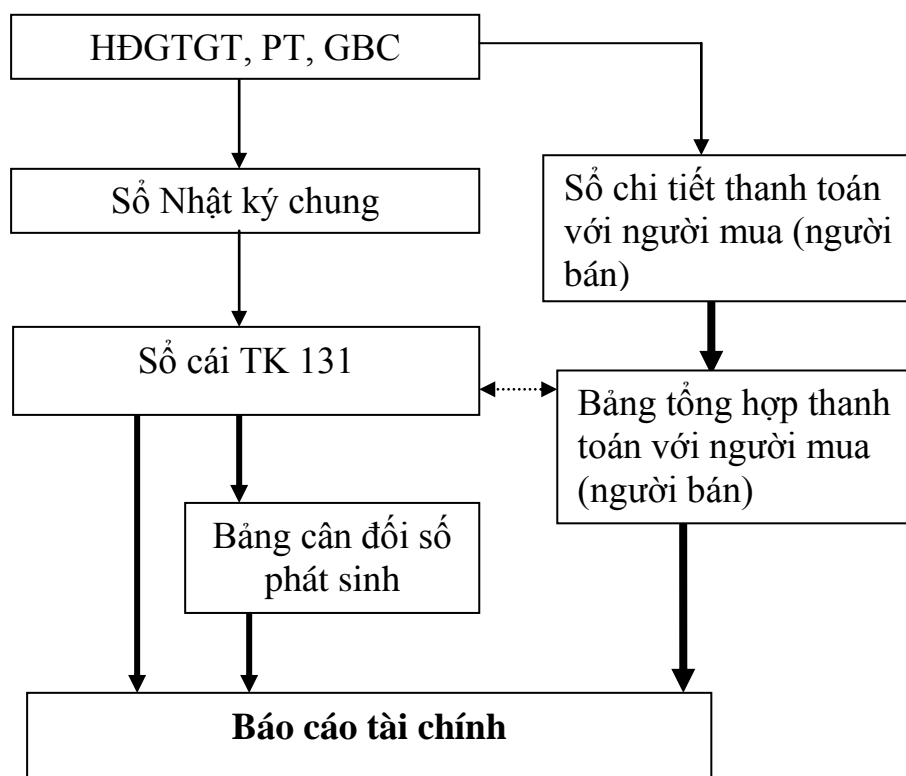 HĐGTGT, PT, GBC
Sổ Nhật ký chung
Sổ chi tiết thanh toán
với người mua (người
bán)
Sổ cái TK 131
Bảng tổng hợp thanh
toán với người mua
(người bán)
Bảng cân đối số
phát sinh
Báo cáo tài chính